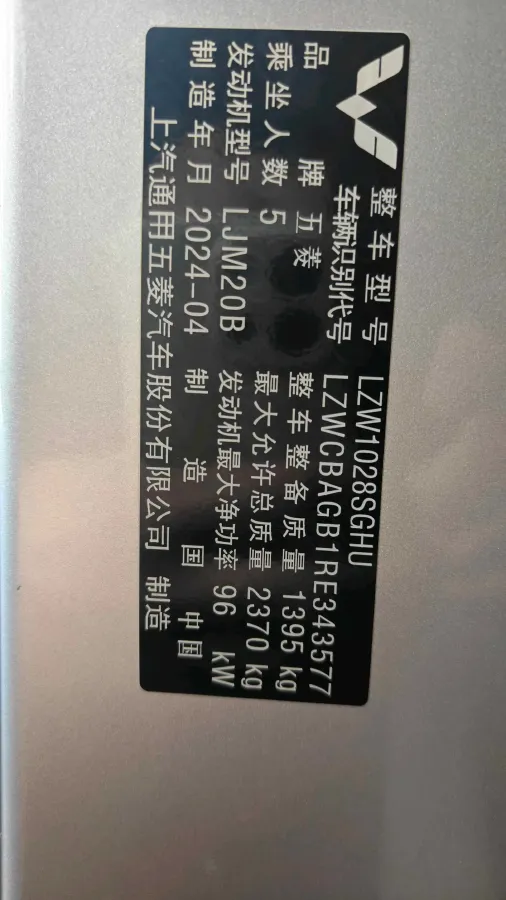 整车型号 LZW1028SGHU
车辆识别代号 LZWCBAGB1RE343577
品牌 五菱 整车整备质量 1395 kg
乘坐人数 5 最大允许总质量 2370 kg
发动机型号 LJM20B 发动机最大净功率 96 kW
制造年月 2024-04 制造国 中国
上汽通用五菱汽车股份有限公司 制造